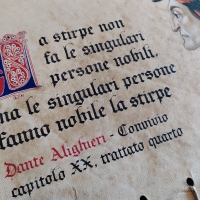 La stirpe non
fa le singulari
persone nobili,
ma le singulari persone
fanno nobile la stirpe
Dante Alighieri - Convivio
capitolo XX, trattato quarto